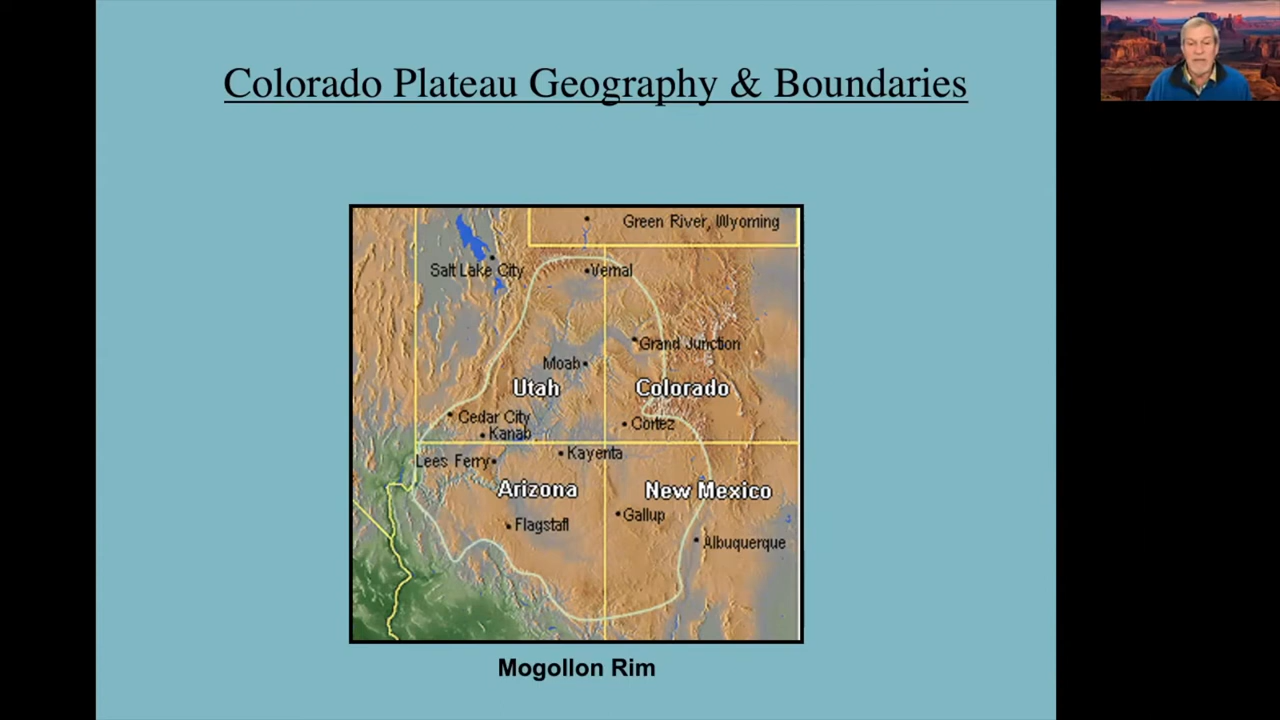 Colorado Plateau Geography & Boundaries
Green River, Wyoming
Salt Lake City
Vernal
Grand Junction
Moab
Utah
Colorado
Cedar City
Cortez
Kanab
Kayenta
Lees Ferry
Arizona
New Mexico
Gallup
Flagstaff
Albuquerque
Mogollon Rim